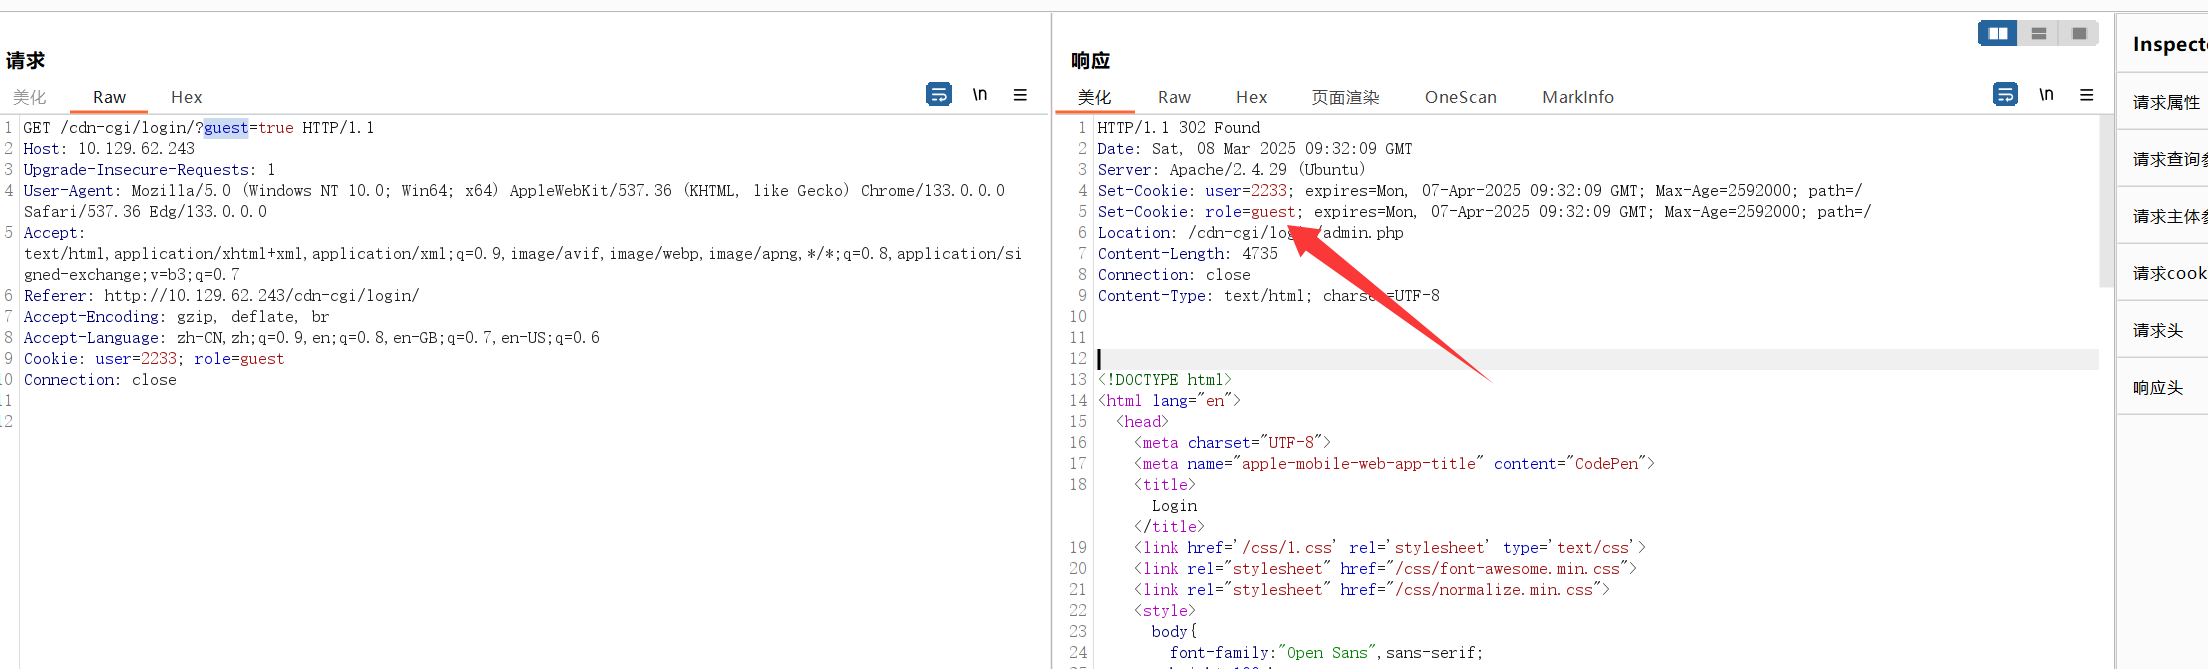 请求
美化 Raw Hex \n
1 GET /cdn-cgi/login/?guest=true HTTP/1.1
2 Host: 10.129.62.243
3 Upgrade-Insecure-Requests: 1
4 User-Agent: Mozilla/5.0 (Windows NT 10.0; Win64; x64) AppleWebKit/537.36 (KHTML, like Gecko) Chrome/133.0.0.0
Safari/537.36 Edg/133.0.0.0
5 Accept:
text/html,application/xhtml+xml,application/xml;q=0.9,image/avif,image/webp,image/apng,*/*;q=0.8,application/si
gned-exchange;v=b3;q=0.7
6 Referer: http://10.129.62.243/cdn-cgi/login/
7 Accept-Encoding: gzip, deflate, br
8 Accept-Language: zh-CN,zh;q=0.9,en;q=0.8,en-GB;q=0.7,en-US;q=0.6
9 Cookie: user=2233; role=guest
10 Connection: close
11
12
响应
美化 Raw Hex 页面渲染 OneScan MarkInfo \n
1 HTTP/1.1 302 Found
2 Date: Sat, 08 Mar 2025 09:32:09 GMT
3 Server: Apache/2.4.29 (Ubuntu)
4 Set-Cookie: user=2233; expires=Mon, 07-Apr-2025 09:32:09 GMT; Max-Age=2592000; path=/
5 Set-Cookie: role=guest; expires=Mon, 07-Apr-2025 09:32:09 GMT; Max-Age=2592000; path=/
6 Location: /cdn-cgi/login/admin.php
7 Content-Length: 4735
8 Connection: close
9 Content-Type: text/html; charset=UTF-8
10
11
12
13 <!DOCTYPE html>
14 <html lang="en">
15 <head>
16 <meta charset="UTF-8">
17 <meta name="apple-mobile-web-app-title" content="CodePen">
18 <title>
Login
</title>
19 <link href='/css/1.css' rel='stylesheet' type='text/css'>
20 <link rel="stylesheet" href="/css/font-awesome.min.css">
21 <link rel="stylesheet" href="/css/normalize.min.css">
22 <style>
23 body{
24 font-family:"Open Sans",sans-serif;
Inspect
请求属性
请求查询
请求主体
请求cook
请求头
响应头